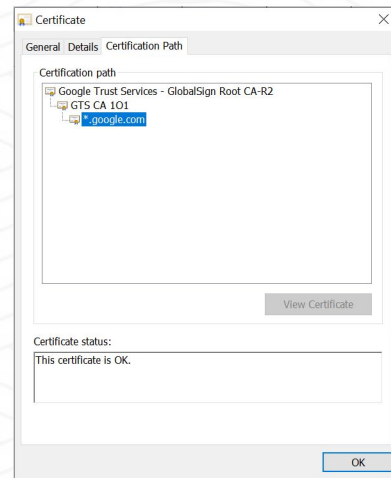 Certificate
General Details Certification Path
Certification path
Google Trust Services - GlobalSign Root CA-R2
GTS CA 1O1
*.google.com
View Certificate
Certificate status:
This certificate is OK.
OK